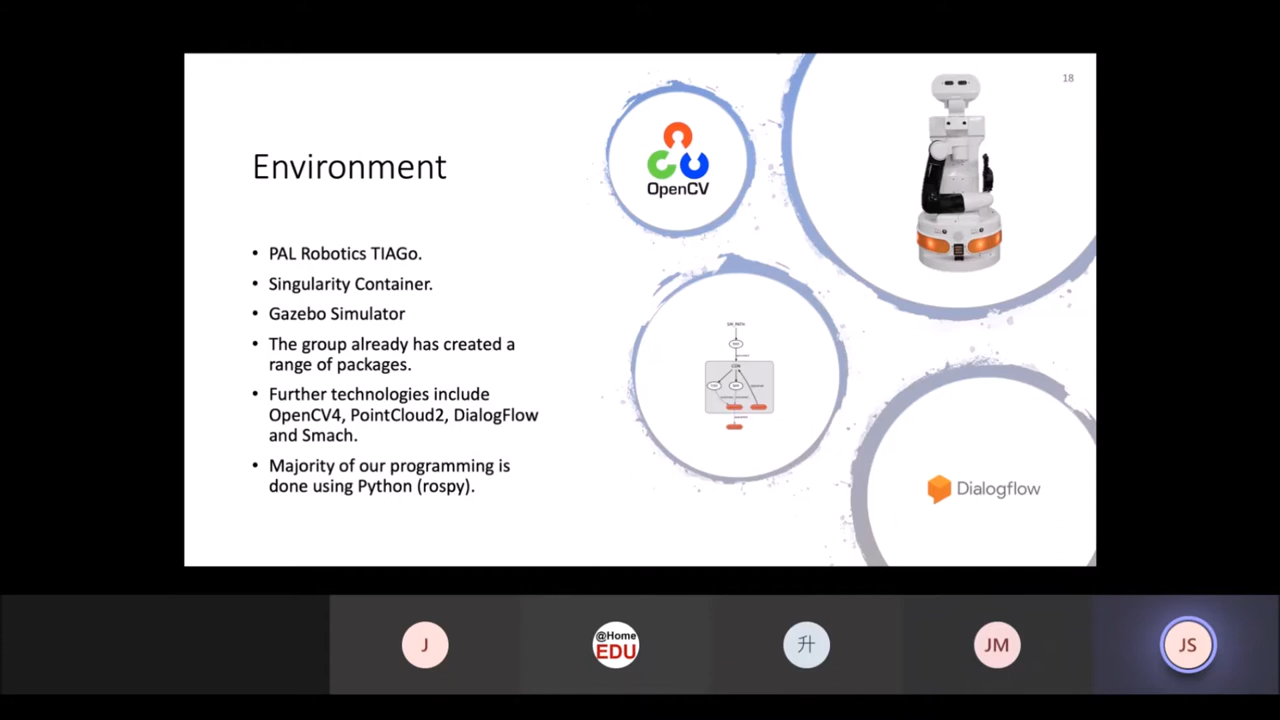 18
Environment
• PAL Robotics TIAGo.
• Singularity Container.
• Gazebo Simulator
• The group already has created a
range of packages.
• Further technologies include
OpenCV4, PointCloud2, DialogFlow
and Smach.
• Majority of our programming is
done using Python (rospy).
OpenCV
Dialogflow
J
@Home
EDU
升
JM
JS